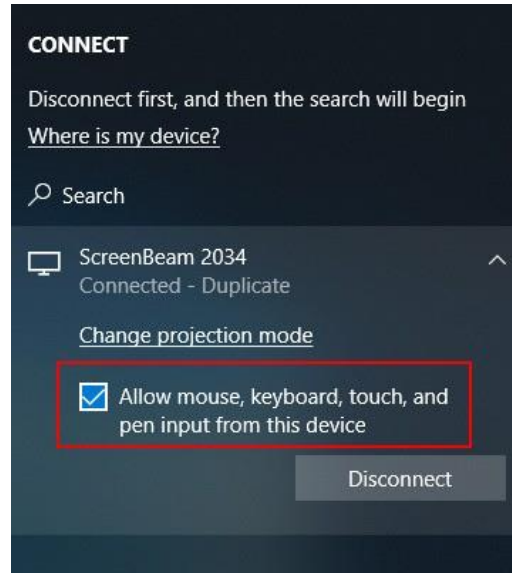 CONNECT
Disconnect first, and then the search will begin
Where is my device?
Search
ScreenBeam 2034
Connected - Duplicate
Change projection mode
Allow mouse, keyboard, touch, and
pen input from this device
Disconnect